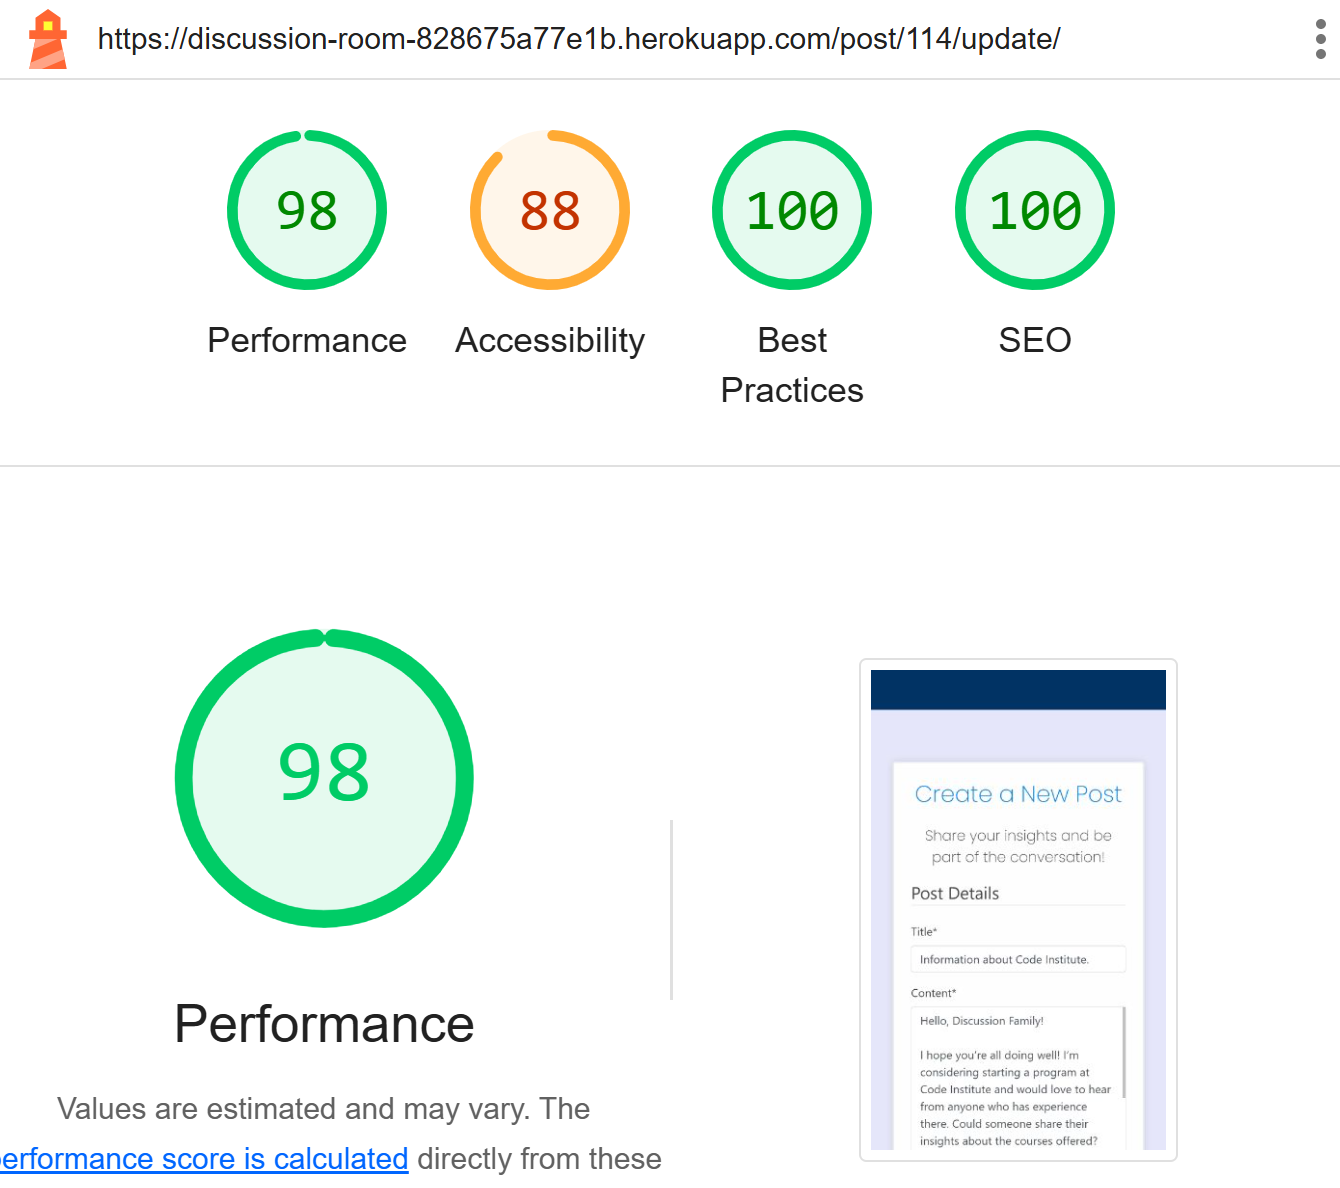 https://discussion-room-828675a77e1b.herokuapp.com/post/114/update/
98
88
100
100
Performance
Accessibility
Best
Practices
SEO
98
Performance
Values are estimated and may vary. The
performance score is calculated directly from these
Create a New Post
Share your insights and be
part of the conversation!
Post Details
Title*
Information about Code Institute.
Content*
Hello, Discussion Family!
I hope you're all doing well! I'm
considering starting a program at
Code Institute and would love to hear
from anyone who has experience
there. Could someone share their
insights about the courses offered?